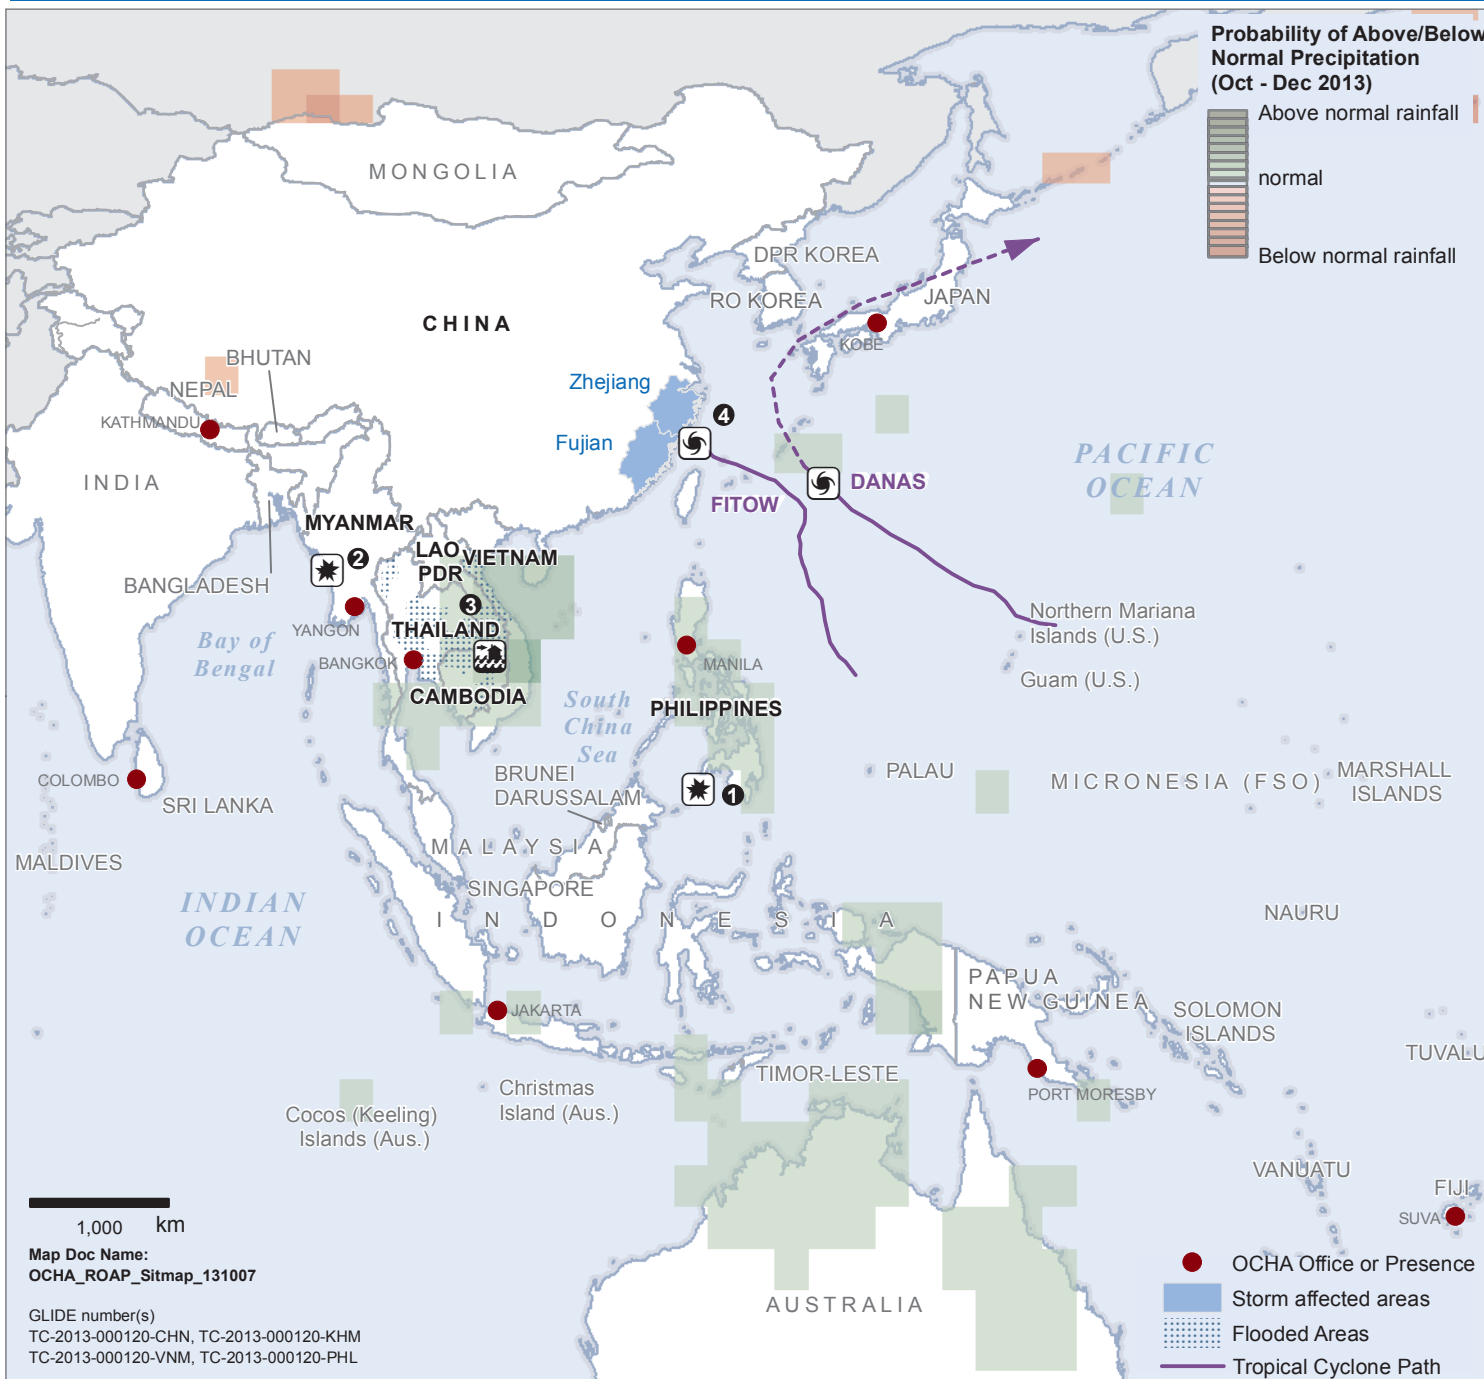 Probability of Above/Below
Normal Precipitation
(Oct - Dec 2013)
Above normal rainfall
normal
Below normal rainfall
MONGOLIA
DPR KOREA
RO KOREA
JAPAN
CHINA
KOBE
BHUTAN
NEPAL
KATHMANDU
Zhejiang
4
Fujian
PACIFIC
OCEAN
INDIA
DANAS
FITOW
MYANMAR
LAO
PDR
VIETNAM
2
BANGLADESH
3
YANGON
THAILAND
Northern Mariana
Islands (U.S.)
Bay of
Bengal
BANGKOK
MANILA
Guam (U.S.)
CAMBODIA
South
China
Sea
PHILIPPINES
COLOMBO
SRI LANKA
BRUNEI
DARUSSALAM
1
PALAU
MICRONESIA (FSO)
MARSHALL
ISLANDS
MALDIVES
MALAYSIA
SINGAPORE
INDIAN
OCEAN
INDONESIA
NAURU
PAPUA
NEW GUINEA
JAKARTA
SOLOMON
ISLANDS
TUVALU
TIMOR-LESTE
Christmas
Island (Aus.)
PORT MORESBY
Cocos (Keeling)
Islands (Aus.)
VANUATU
FIJI
SUVA
1,000 km
Map Doc Name:
OCHA_ROAP_Sitmap_131007
GLIDE number(s)
TC-2013-000120-CHN, TC-2013-000120-KHM
TC-2013-000120-VNM, TC-2013-000120-PHL
AUSTRALIA
OCHA Office or Presence
Storm affected areas
Flooded Areas
Tropical Cyclone Path